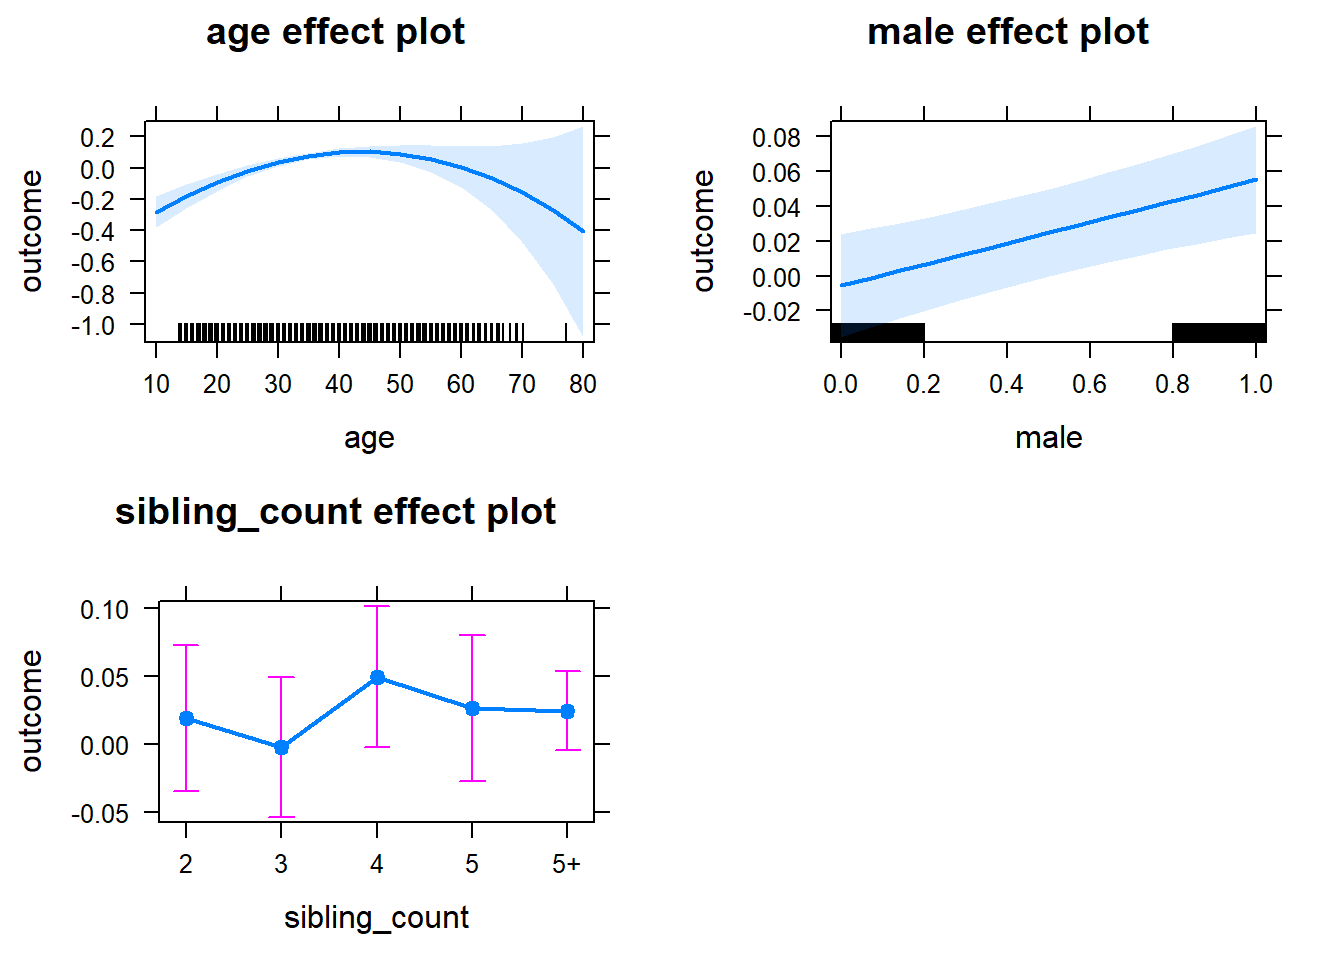 age effect plot
outcome
0.2
0.0
-0.2
-0.4
-0.6
-0.8
-1.0
10 20 30 40 50 60 70 80
age
male effect plot
outcome
0.08
0.06
0.04
0.02
0.00
-0.02
0.0 0.2 0.4 0.6 0.8 1.0
male
sibling_count effect plot
outcome
0.10
0.05
0.00
-0.05
2 3 4 5 5+
sibling_count